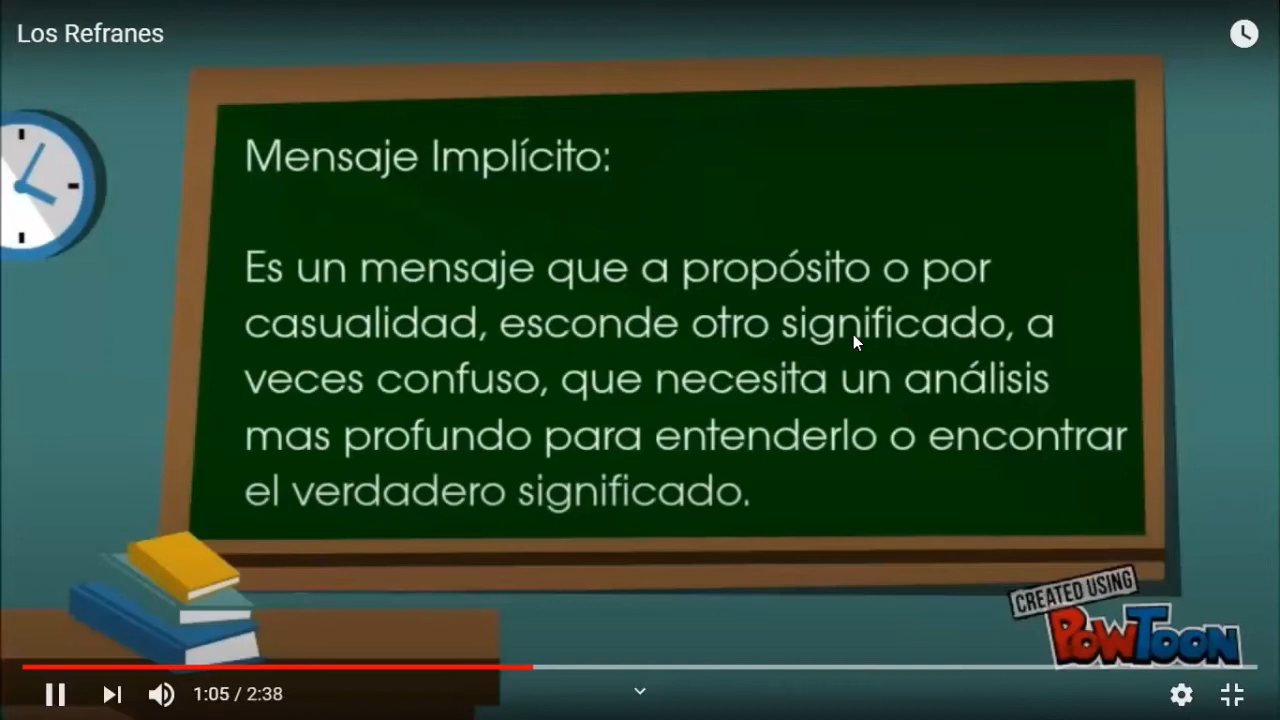 Los Refranes
Mensaje Implícito:
Es un mensaje que a propósito o por
casualidad, esconde otro significado, a
veces confuso, que necesita un análisis
mas profundo para entenderlo o encontrar
el verdadero significado.
CREATED USING
POWTOON
1:05 / 2:38